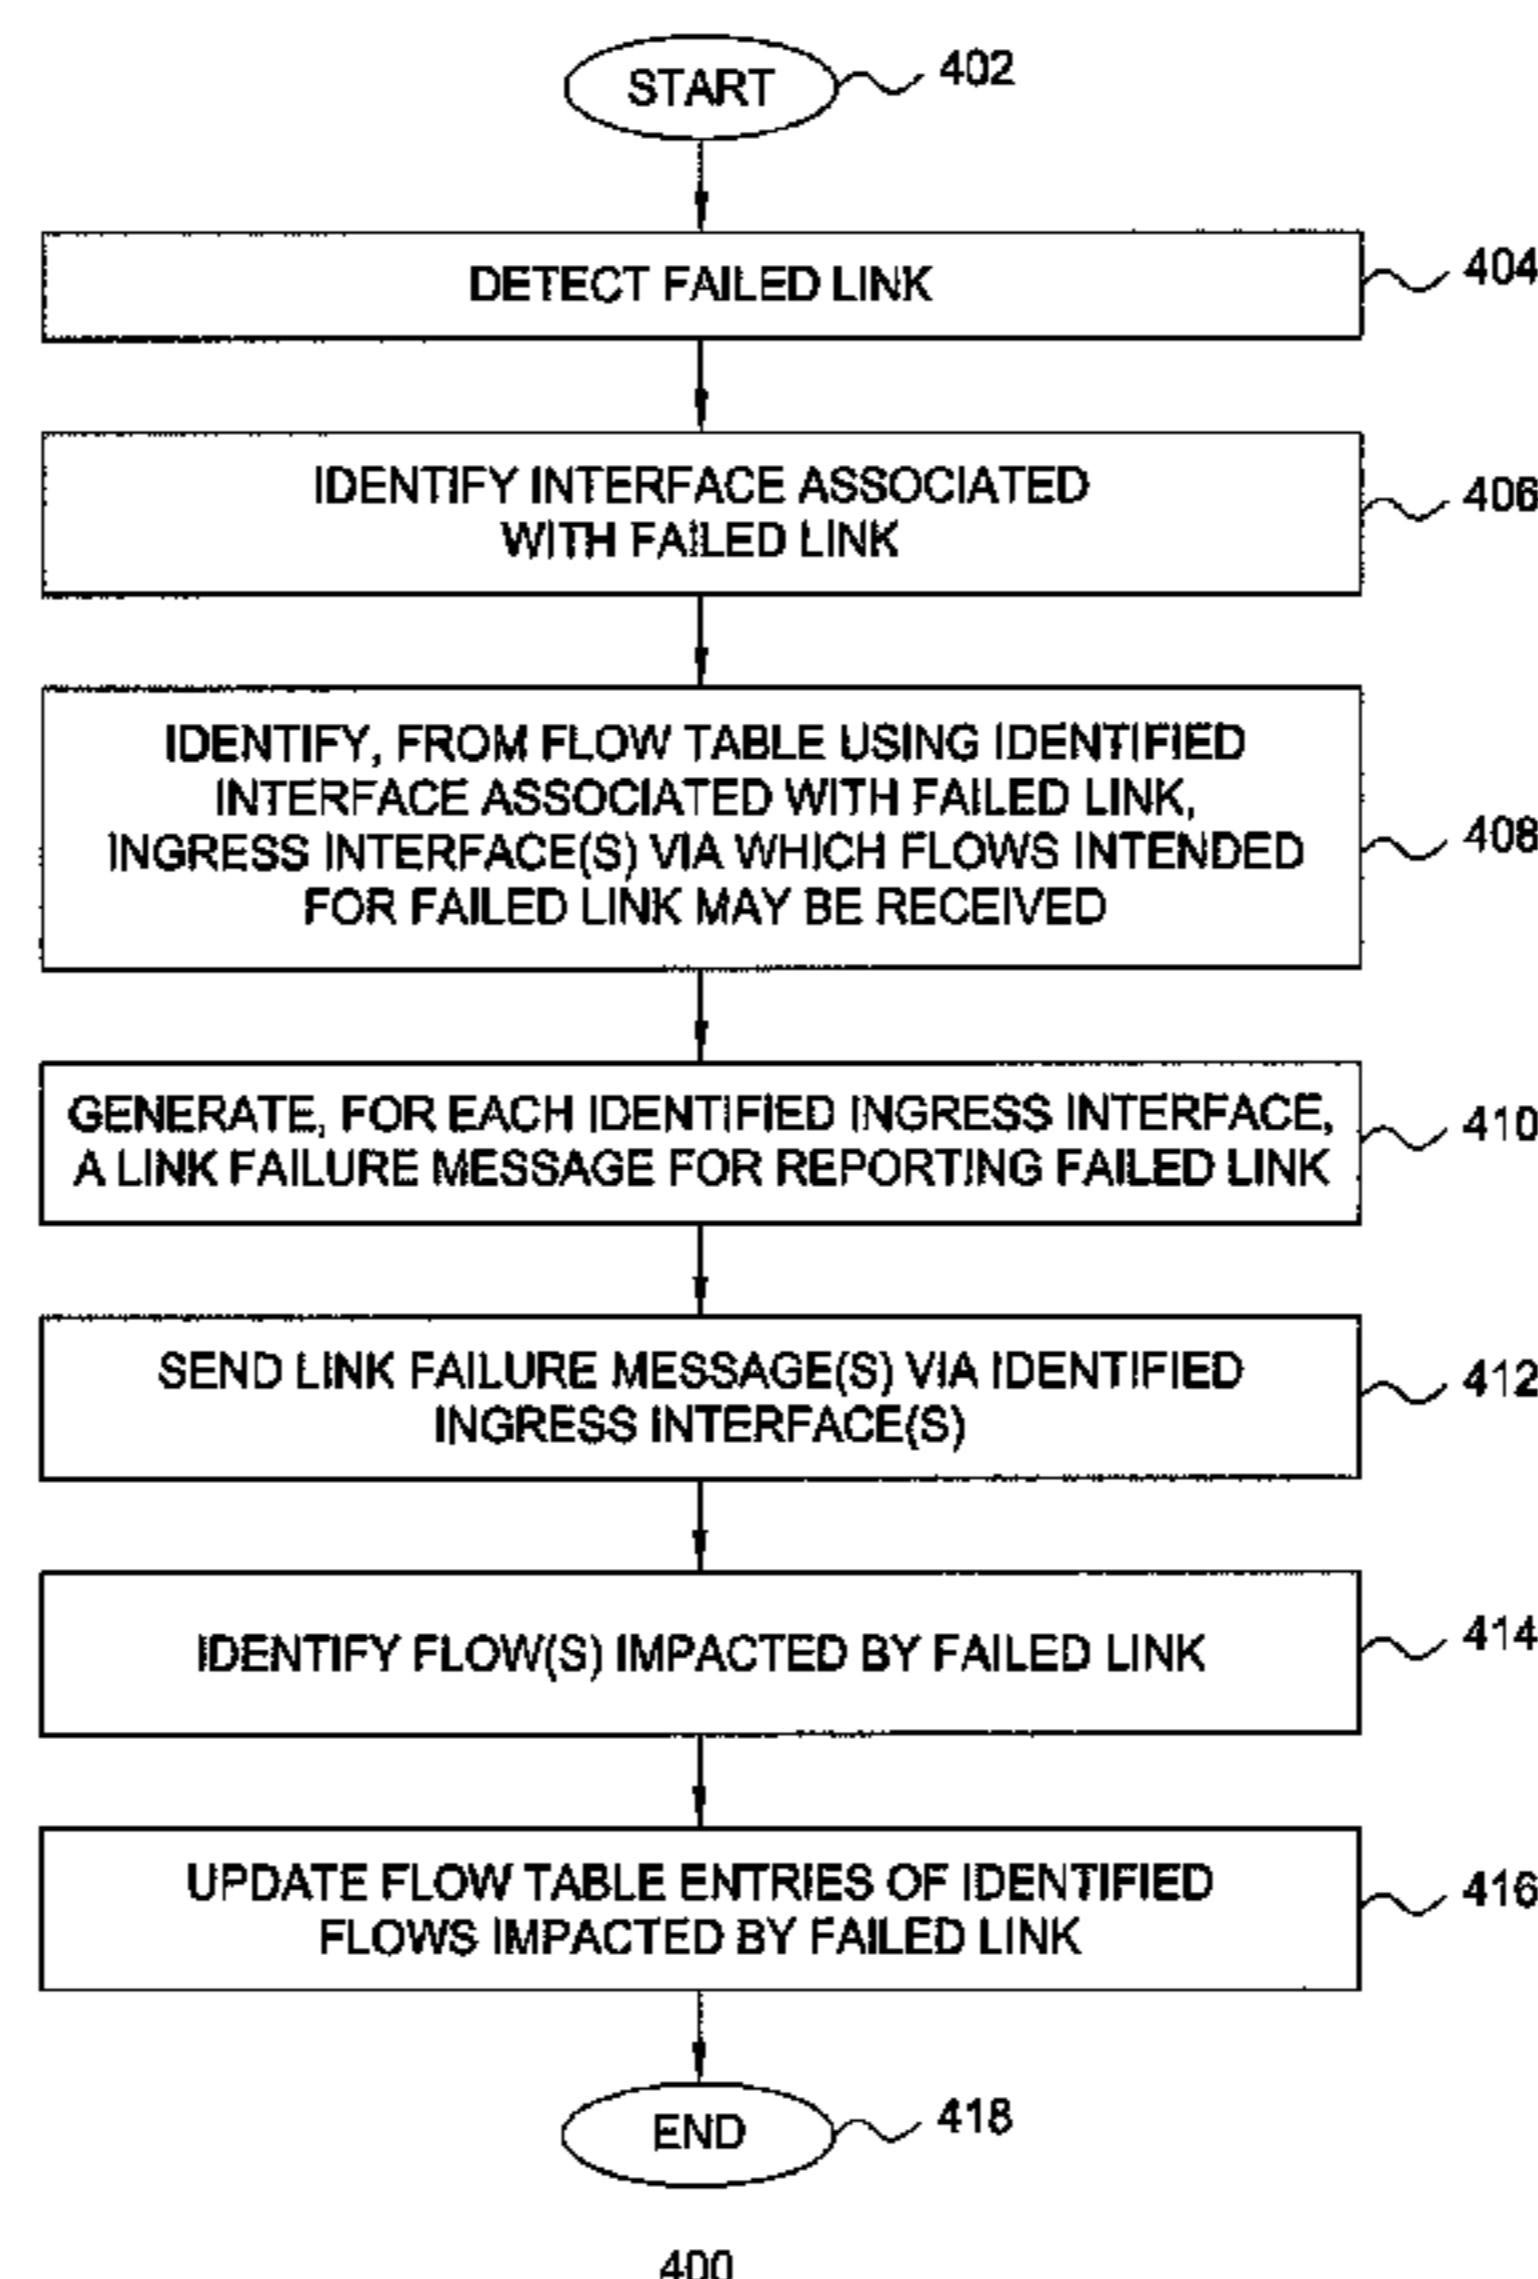 START
402
DETECT FAILED LINK
404
IDENTIFY INTERFACE ASSOCIATED
WITH FAILED LINK
406
IDENTIFY, FROM FLOW TABLE USING IDENTIFIED
INTERFACE ASSOCIATED WITH FAILED LINK,
INGRESS INTERFACE(S) VIA WHICH FLOWS INTENDED
FOR FAILED LINK MAY BE RECEIVED
408
GENERATE, FOR EACH IDENTIFIED INGRESS INTERFACE,
A LINK FAILURE MESSAGE FOR REPORTING FAILED LINK
410
SEND LINK FAILURE MESSAGE(S) VIA IDENTIFIED
INGRESS INTERFACE(S)
412
IDENTIFY FLOW(S) IMPACTED BY FAILED LINK
414
UPDATE FLOW TABLE ENTRIES OF IDENTIFIED
FLOWS IMPACTED BY FAILED LINK
416
END
418
400